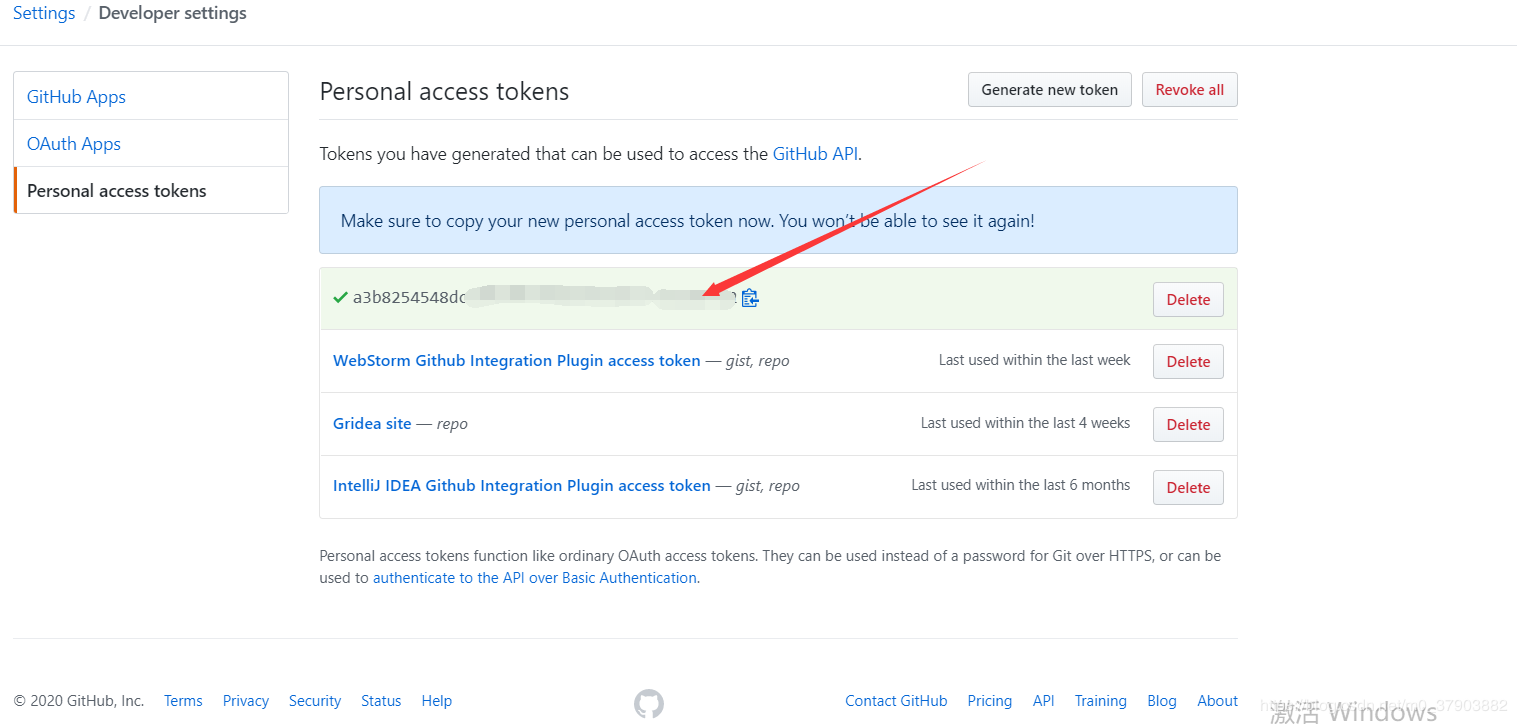 Settings / Developer settings
GitHub Apps
OAuth Apps
Personal access tokens
Personal access tokens
Generate new token
Revoke all
Tokens you have generated that can be used to access the GitHub API.
Make sure to copy your new personal access token now. You won't be able to see it again!
a3b8254548dc
Delete
WebStorm Github Integration Plugin access token — gist, repo
Last used within the last week
Delete
Gridea site — repo
Last used within the last 4 weeks
Delete
IntelliJ IDEA Github Integration Plugin access token — gist, repo
Last used within the last 6 months
Delete
Personal access tokens function like ordinary OAuth access tokens. They can be used instead of a password for Git over HTTPS, or can be
used to authenticate to the API over Basic Authentication.
© 2020 GitHub, Inc.
Terms
Privacy
Security
Status
Help
Contact GitHub
Pricing
API
Training
Blog
About
激活 Windows
37903882